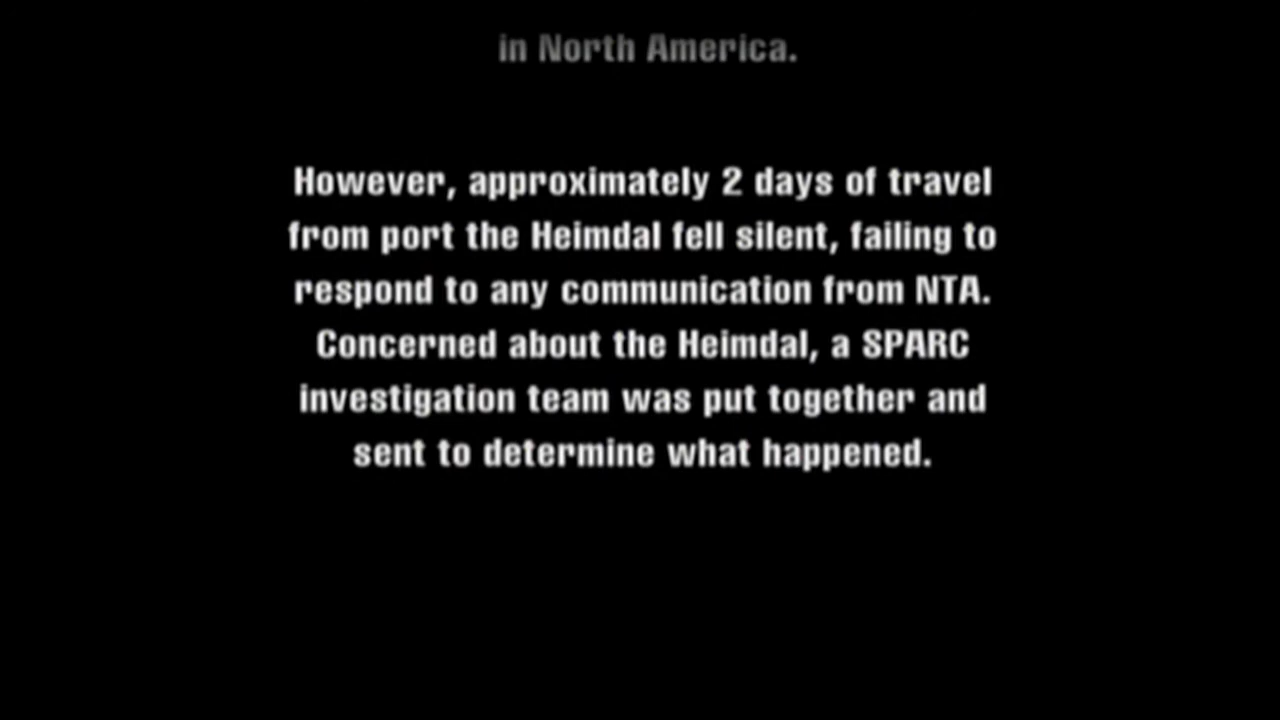 in North America.
However, approximately 2 days of travel
from port the Heimdal fell silent, failing to
respond to any communication from NTA.
Concerned about the Heimdal, a SPARC
investigation team was put together and
sent to determine what happened.